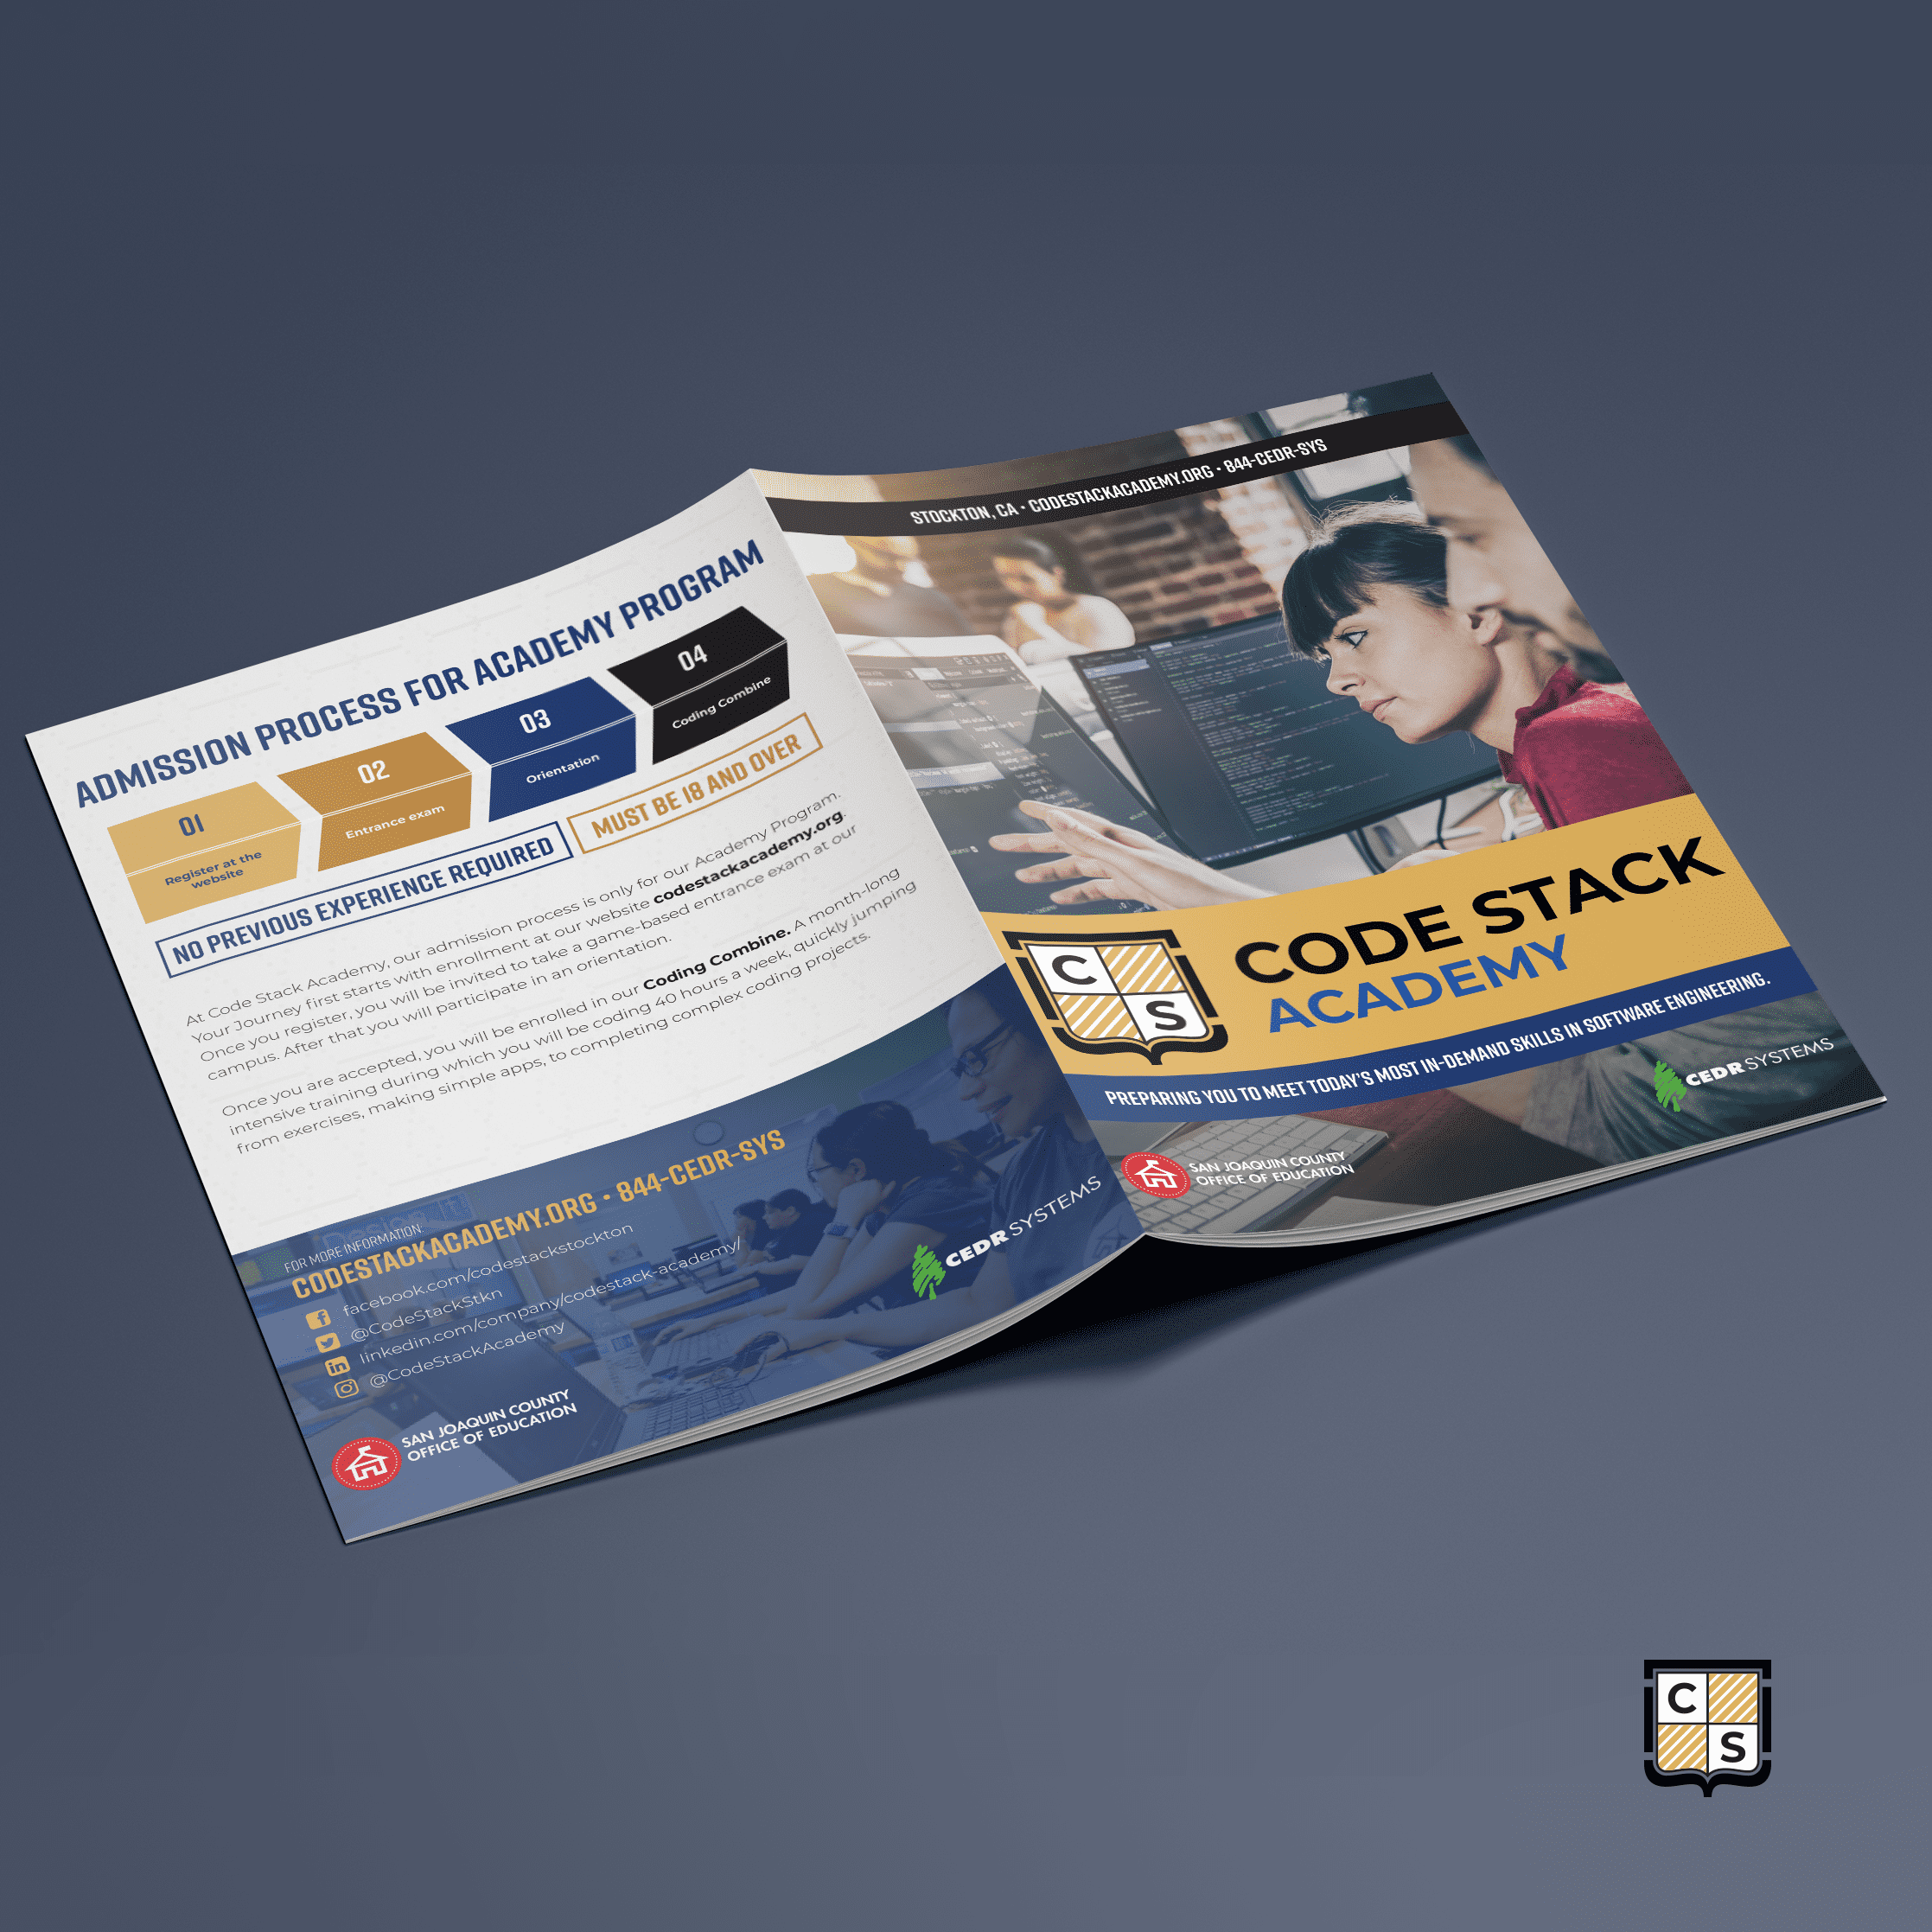 ADMISSION PROCESS FOR ACADEMY PROGRAM
01
Register at the
website
02
Entrance exam
03
Orientation
04
Coding Combine
NO PREVIOUS EXPERIENCE REQUIRED
MUST BE 18 AND OVER
At Code Stack Academy, our admission process is only for our Academy Program.
Your Journey first starts with enrollment at our website codestackacademy.org.
Once you register, you will be invited to take a game-based entrance exam at our
campus. After that you will participate in an orientation.
Once you are accepted, you will be enrolled in our Coding Combine. A month-long
intensive training during which you will be coding 40 hours a week, quickly jumping
from exercises, making simple apps, to completing complex coding projects.
FOR MORE INFORMATION:
CODESTACKACADEMY.ORG • 844-CEDR-SYS
facebook.com/codestackstockton
@CodeStackStkn
linkedin.com/company/codestack-academy/
@CodeStackAcademy
SAN JOAQUIN COUNTY
OFFICE OF EDUCATION
CEDR SYSTEMS
STOCKTON, CA • CODESTACKACADEMY.ORG • 844-CEDR-SYS
C
S
CODE STACK
ACADEMY
PREPARING YOU TO MEET TODAY'S MOST IN-DEMAND SKILLS IN SOFTWARE ENGINEERING.
CEDR SYSTEMS
SAN JOAQUIN COUNTY
OFFICE OF EDUCATION
C
S